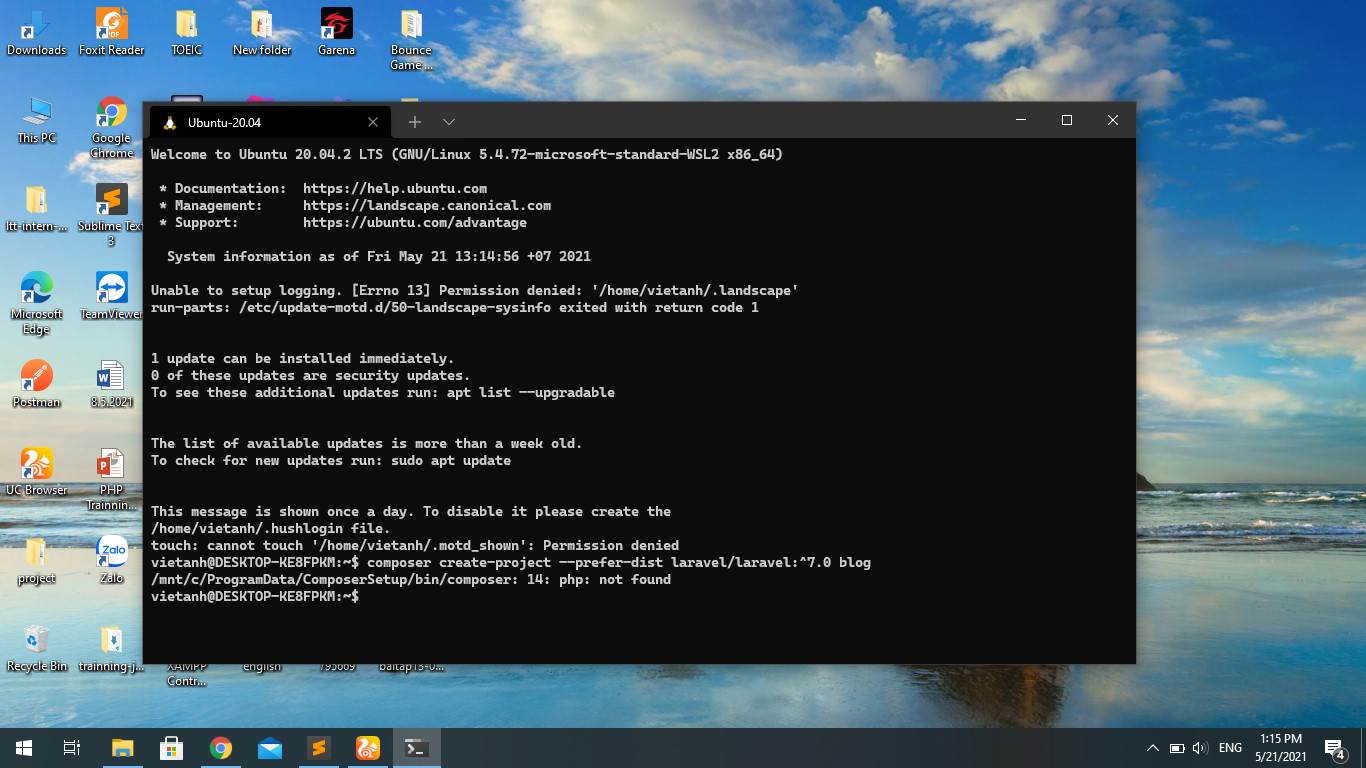 Downloads
Foxit Reader
TOEIC
New folder
Garena
Bounce
Game ...
This PC
Google
Chrome
ltt-intern-...
Sublime Text
3
Microsoft
Edge
TeamViewer
Postman
8.5.2021
UC Browser
PHP
Trainnin...
project
Zalo
Zalo
Recycle Bin
trainning-j...
XAMPP
Contr...
english
795669
baitap13-0...
Ubuntu-20.04
Welcome to Ubuntu 20.04.2 LTS (GNU/Linux 5.4.72-microsoft-standard-WSL2 x86_64)
* Documentation:  https://help.ubuntu.com
* Management:     https://landscape.canonical.com
* Support:        https://ubuntu.com/advantage
System information as of Fri May 21 13:14:56 +07 2021
Unable to setup logging. [Errno 13] Permission denied: '/home/vietanh/.landscape'
run-parts: /etc/update-motd.d/50-landscape-sysinfo exited with return code 1
1 update can be installed immediately.
0 of these updates are security updates.
To see these additional updates run: apt list --upgradable
The list of available updates is more than a week old.
To check for new updates run: sudo apt update
This message is shown once a day. To disable it please create the
/home/vietanh/.hushlogin file.
touch: cannot touch '/home/vietanh/.motd_shown': Permission denied
vietanh@DESKTOP-KE8FPKM:~$ composer create-project --prefer-dist laravel/laravel:^7.0 blog
/mnt/c/ProgramData/ComposerSetup/bin/composer: 14: php: not found
vietanh@DESKTOP-KE8FPKM:~$
ENG
1:15 PM
5/21/2021
4